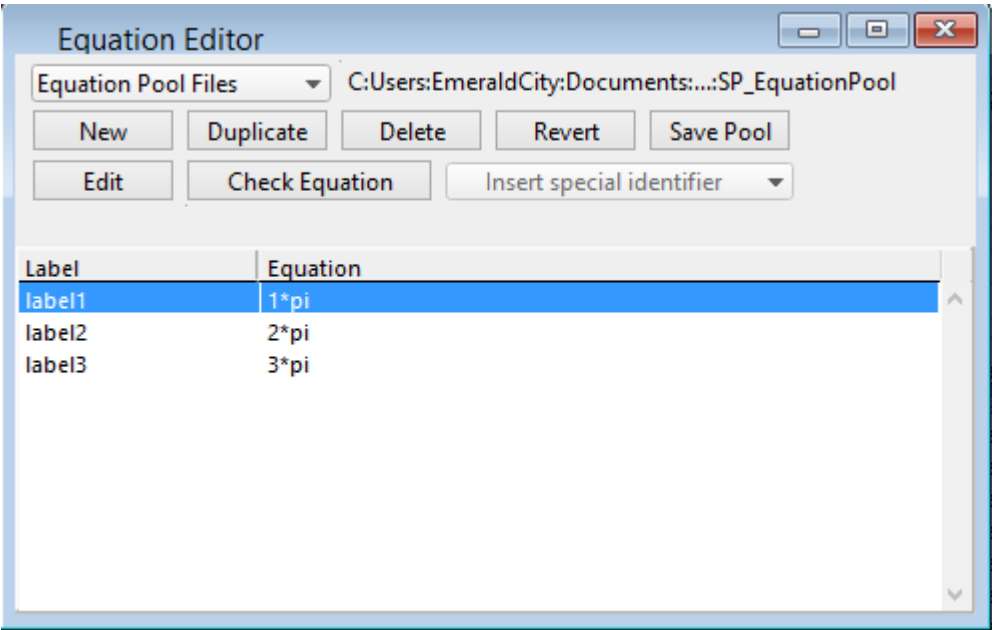 Equation Editor
Equation Pool Files C:Users:EmeraldCity:Documents:...:SP_EquationPool
New Duplicate Delete Revert Save Pool
Edit Check Equation Insert special identifier
Label Equation
label1 1*pi
label2 2*pi
label3 3*pi